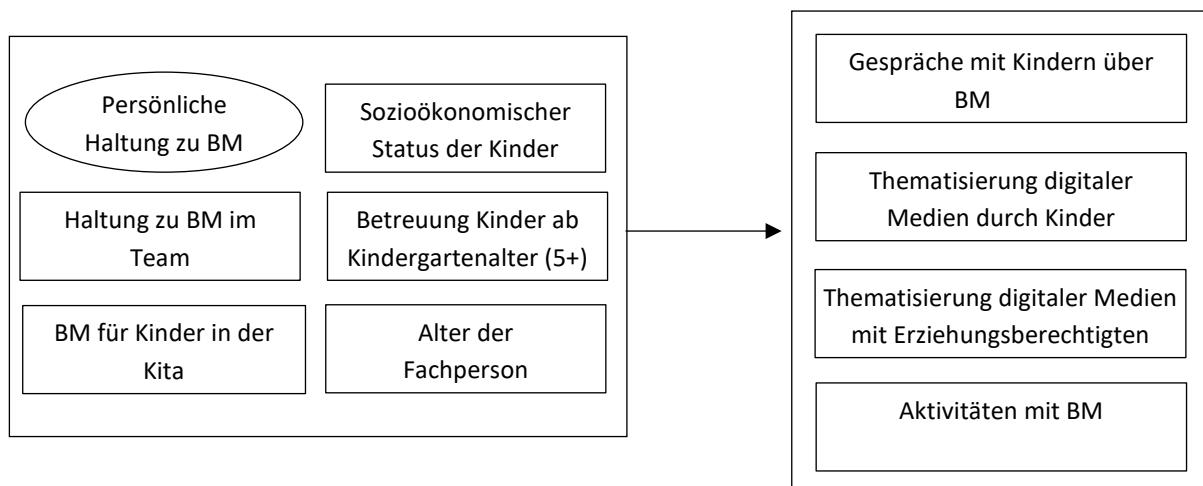 Persönliche
Haltung zu BM
Sozioökonomischer
Status der Kinder
Haltung zu BM im
Team
Betreuung Kinder ab
Kindergartenalter (5+)
BM für Kinder in der
Kita
Alter der
Fachperson
Gespräche mit Kindern über
BM
Thematisierung digitaler
Medien durch Kinder
Thematisierung digitaler Medien
mit Erziehungsberechtigten
Aktivitäten mit BM